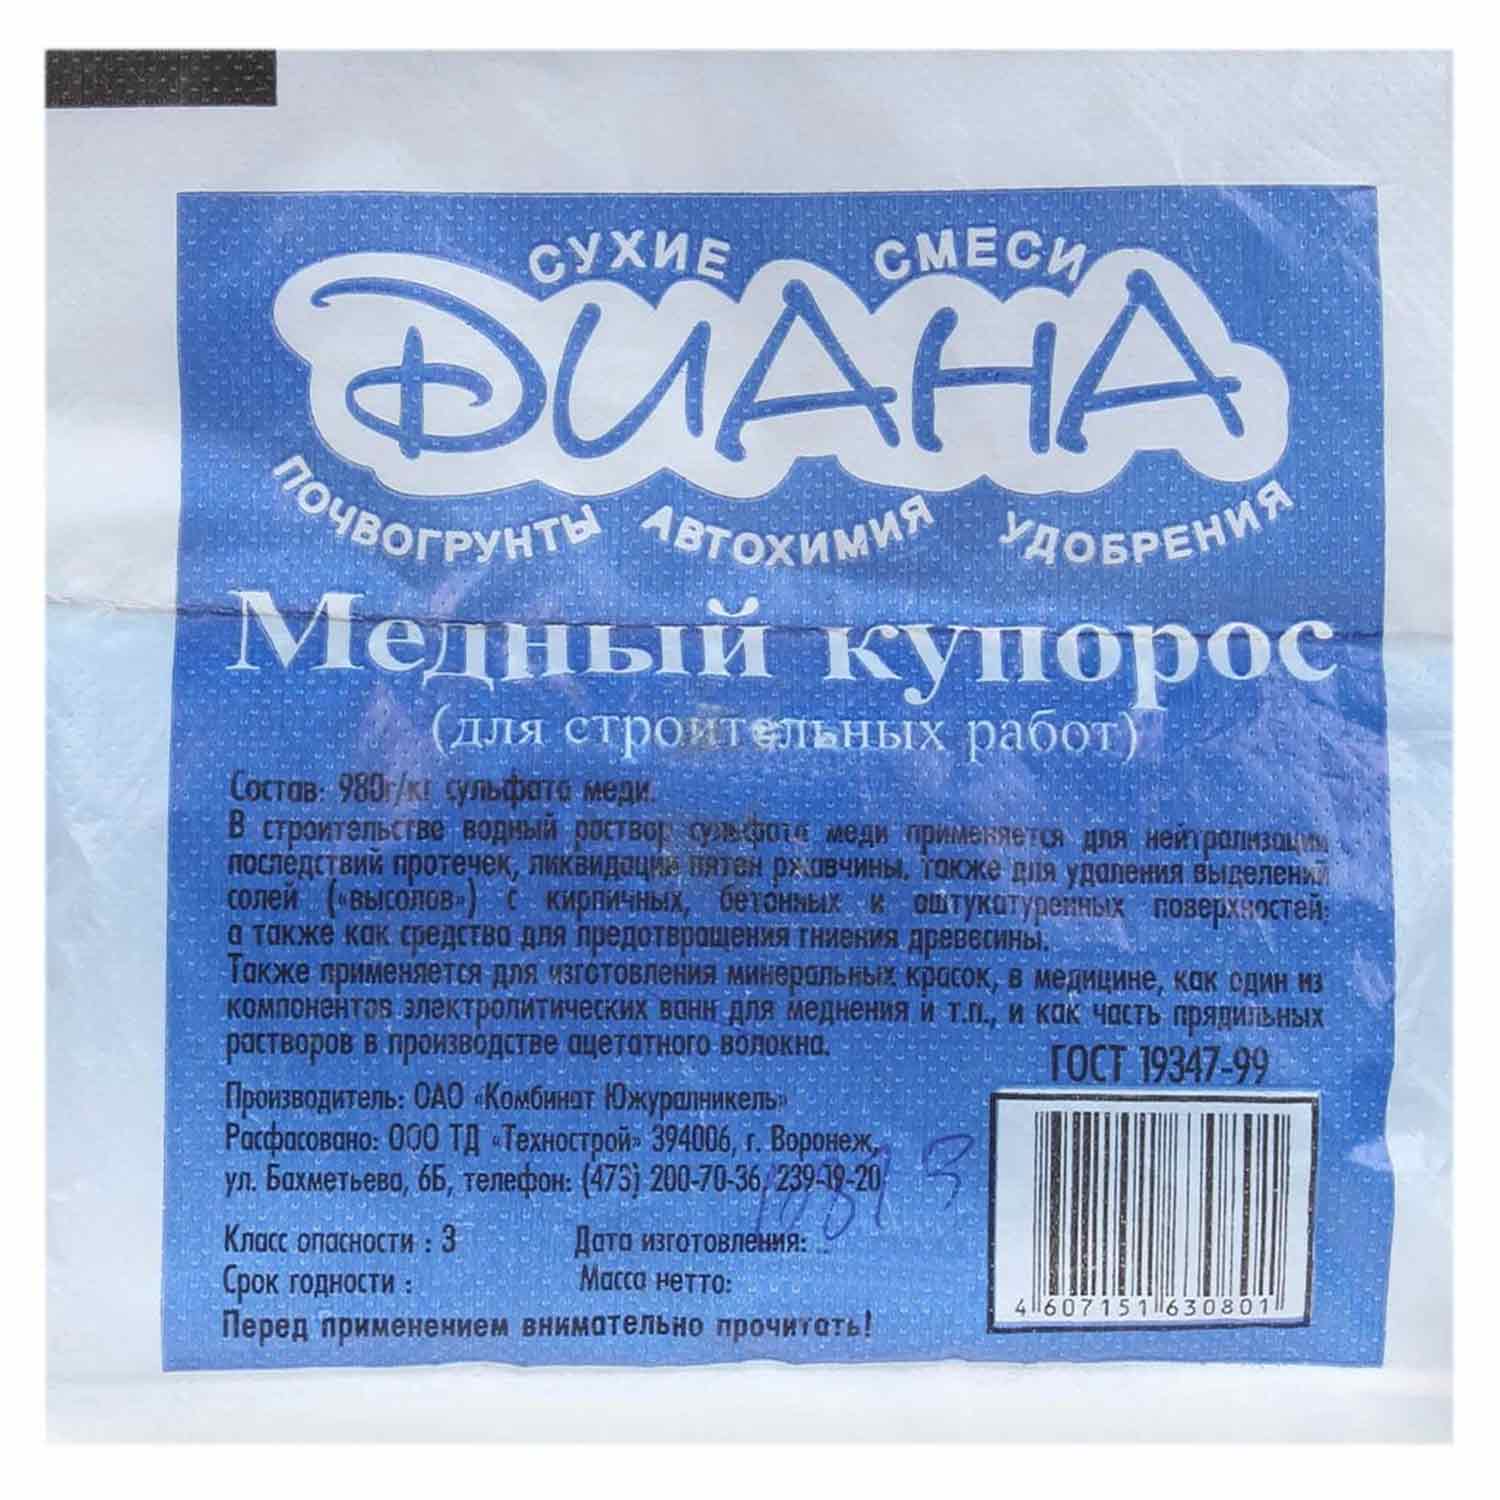 СУХИЕ СМЕСИ
ДИАНА
ПОЧВОГРУНТЫ АВТОХИМИЯ УДОБРЕНИЯ
Медный купорос
(для строительных работ)
Состав: 980г/кг сульфата меди.
В строительстве водный раствор сульфата меди применяется для нейтрализации
последствий протечек, ликвидации пятен ржавчины, также для удаления выделений
солей («высолов») с кирпичных, бетонных и оштукатуренных поверхностей;
а также как средство для предотвращения гниения древесины.
Также применяется для изготовления минеральных красок, в медицине, как один из
компонентов электролитических ванн для меднения и т.п., и как часть прядильных
растворов в производстве ацетатного волокна.
ГОСТ 19347-99
Производитель: ОАО «Комбинат Южуралникель»
Расфасовано: ООО ТД «Технострой» 394006, г. Воронеж,
ул. Бахметьева, 6Б, телефон: (473) 200-70-36, 239-19-20
Класс опасности : 3 Дата изготовления:
Срок годности : Масса нетто:
Перед применением внимательно прочитать!
4 607151 630801